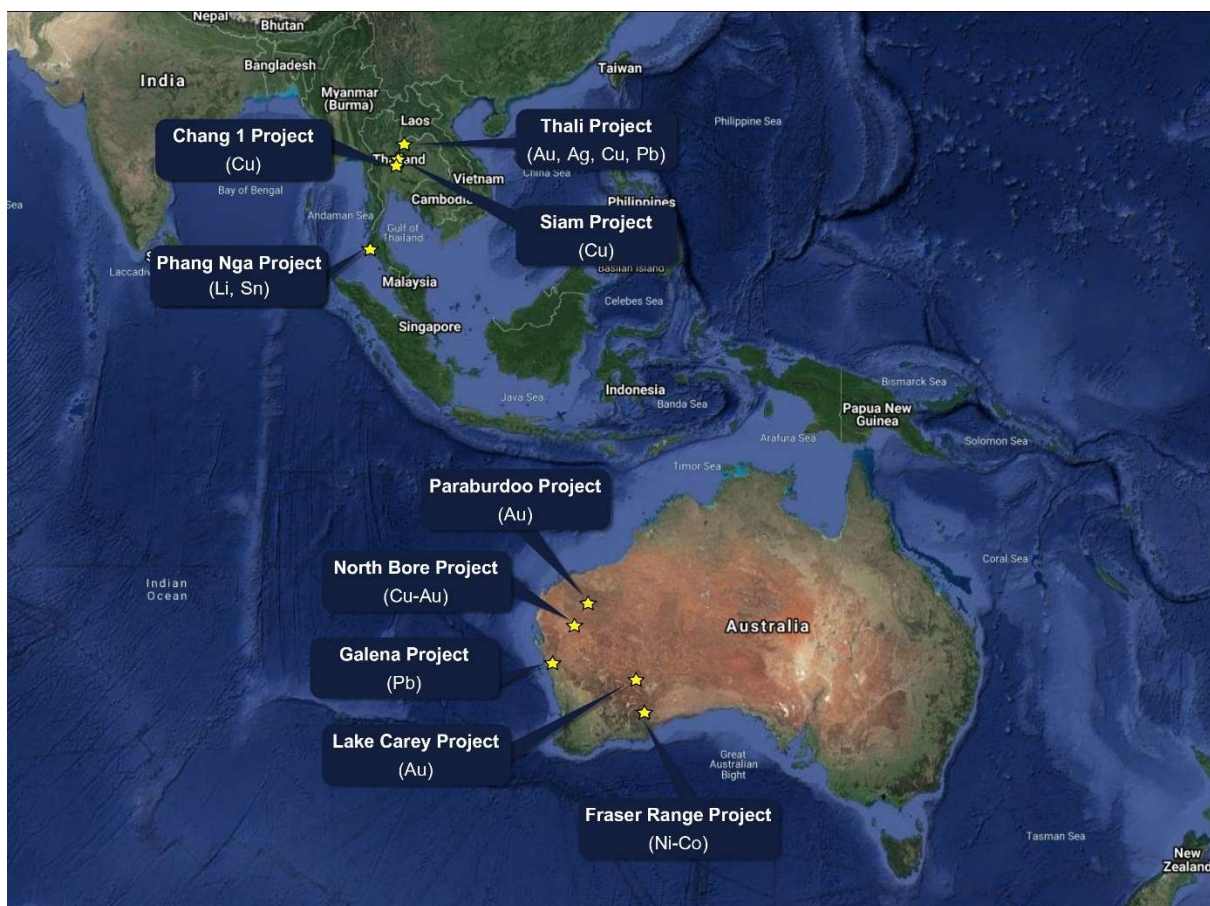 Nepal
Bhutan
India
Bangladesh
Taiwan
Myanmar
(Burma)
Laos
Philippine Sea
Chang 1 Project
(Cu)
Thali Project
(Au, Ag, Cu, Pb)
Vietnam
China Sea
Bay of Bengal
Cambodia
Philippines
Andaman Sea
Siam Project
(Cu)
Gulf of
Thailand
Sea
Phang Nga Project
(Li, Sn)
Basilan Island
Malaysia
Celebes Sea
Singapore
Indonesia
Java Sea
Banda Sea
Bismarck Sea
Papua New
Guinea
Arafura Sea
Solomon Sea
Timor Sea
Paraburdoo Project
(Au)
Coral Sea
North Bore Project
(Cu-Au)
Indian
Ocean
Australia
Galena Project
(Pb)
Lake Carey Project
(Au)
Great
Australian
Bight
Fraser Range Project
(Ni-Co)
Tasman Sea
New
Zealand